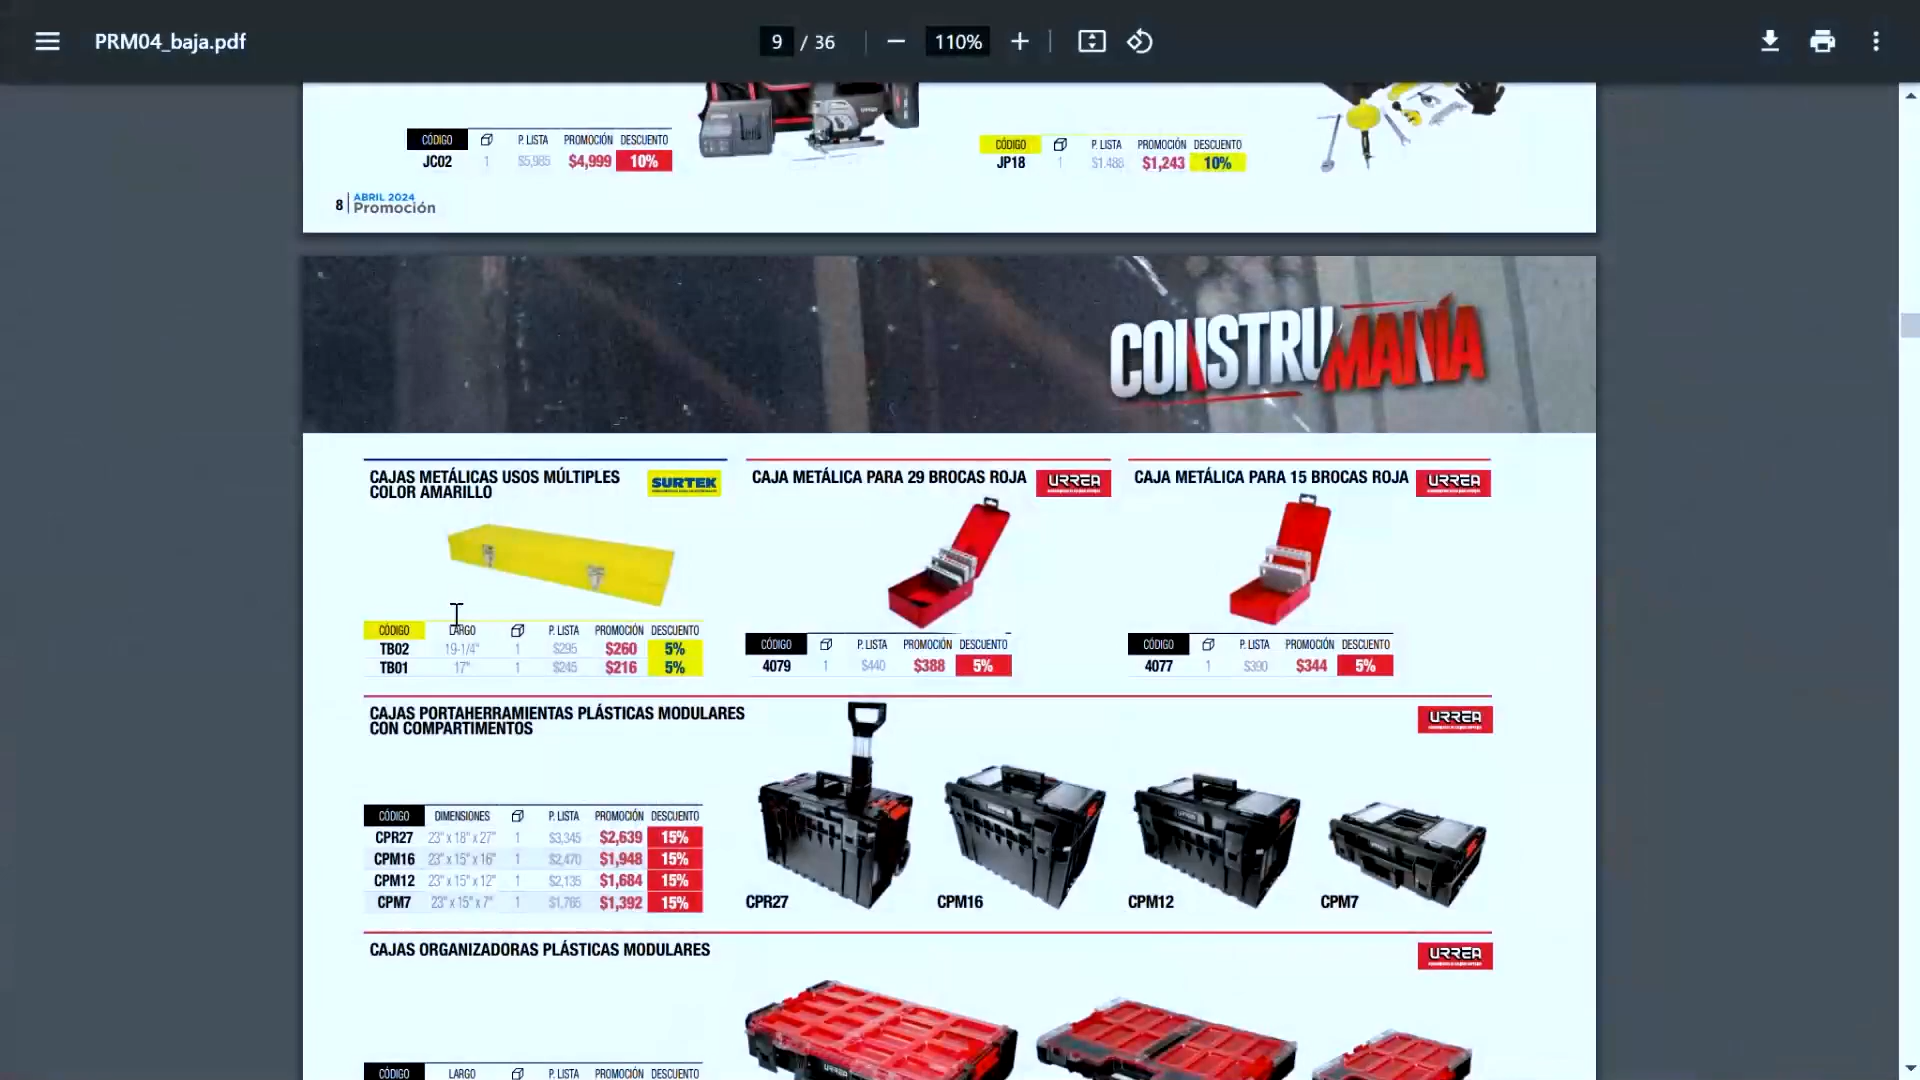 PRM04_baja.pdf
9 / 36
110%
CÓDIGO P. LISTA PROMOCIÓN DESCUENTO
JC02 1 $5,985 $4,999 10%
CÓDIGO P. LISTA PROMOCIÓN DESCUENTO
JP18 1 $1,488 $1,243 10%
8 ABRIL 2024
Promoción
CONSTRUMANÍA
CAJAS METÁLICAS USOS MÚLTIPLES
COLOR AMARILLO
SURTEK
CÓDIGO LARGO P. LISTA PROMOCIÓN DESCUENTO
TB02 19-1/4" 1 $295 $260 5%
TB01 17" 1 $245 $216 5%
CAJA METÁLICA PARA 29 BROCAS ROJA
URREA
CÓDIGO P. LISTA PROMOCIÓN DESCUENTO
4079 1 $440 $388 5%
CAJA METÁLICA PARA 15 BROCAS ROJA
URREA
CÓDIGO P. LISTA PROMOCIÓN DESCUENTO
4077 1 $390 $344 5%
CAJAS PORTAHERRAMIENTAS PLÁSTICAS MODULARES
CON COMPARTIMENTOS
URREA
CÓDIGO DIMENSIONES P. LISTA PROMOCIÓN DESCUENTO
CPR27 23" x 18" x 27" 1 $3,345 $2,639 15%
CPM16 23" x 15" x 16" 1 $2,470 $1,948 15%
CPM12 23" x 15" x 12" 1 $2,135 $1,684 15%
CPM7 23" x 15" x 7" 1 $1,765 $1,392 15%
CPR27
CPM16
CPM12
CPM7
CAJAS ORGANIZADORAS PLÁSTICAS MODULARES
URREA
CÓDIGO LARGO P. LISTA PROMOCIÓN DESCUENTO